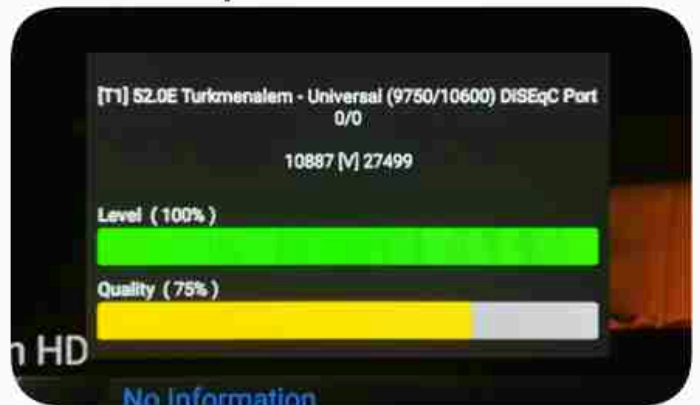 [T1] 52.0E Turkmenalem - Universal (9750/10600) DiSEqC Port
0/0
10887 [V] 27499
Level (100%)
Quality (75%)
n HD
No Information